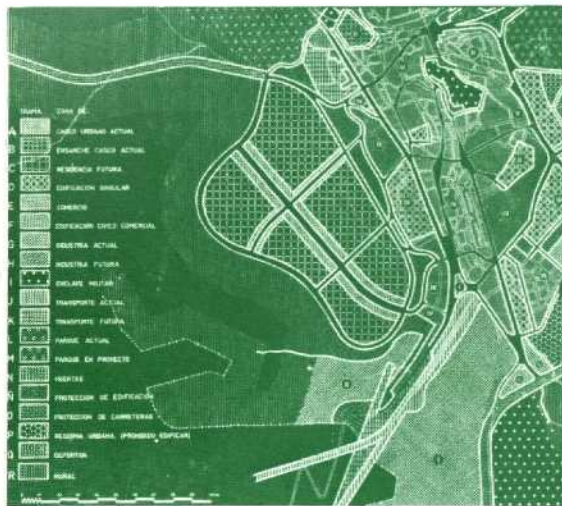 TRAMA ZONA DE:
A CASCO URBANO ACTUAL
B ENSANCHE CASCO ACTUAL
C RESIDENCIA FUTURA
D EDIFICACION SINGULAR
E COMERCIO
F EDIFICACION CIVICO COMERCIAL
G INDUSTRIA ACTUAL
H INDUSTRIA FUTURA
I ENCLAVE MILITAR
J TRANSPORTE ACTUAL
K TRANSPORTE FUTURO
L PARQUE ACTUAL
M PARQUE EN PROYECTO
N HUERTAS
Ñ PROTECCION DE EDIFICACION
O PROTECCION DE CARRETERAS
P RESERVA URBANA (PROHIBIDO EDIFICAR)
Q DEPORTIVA
R RURAL